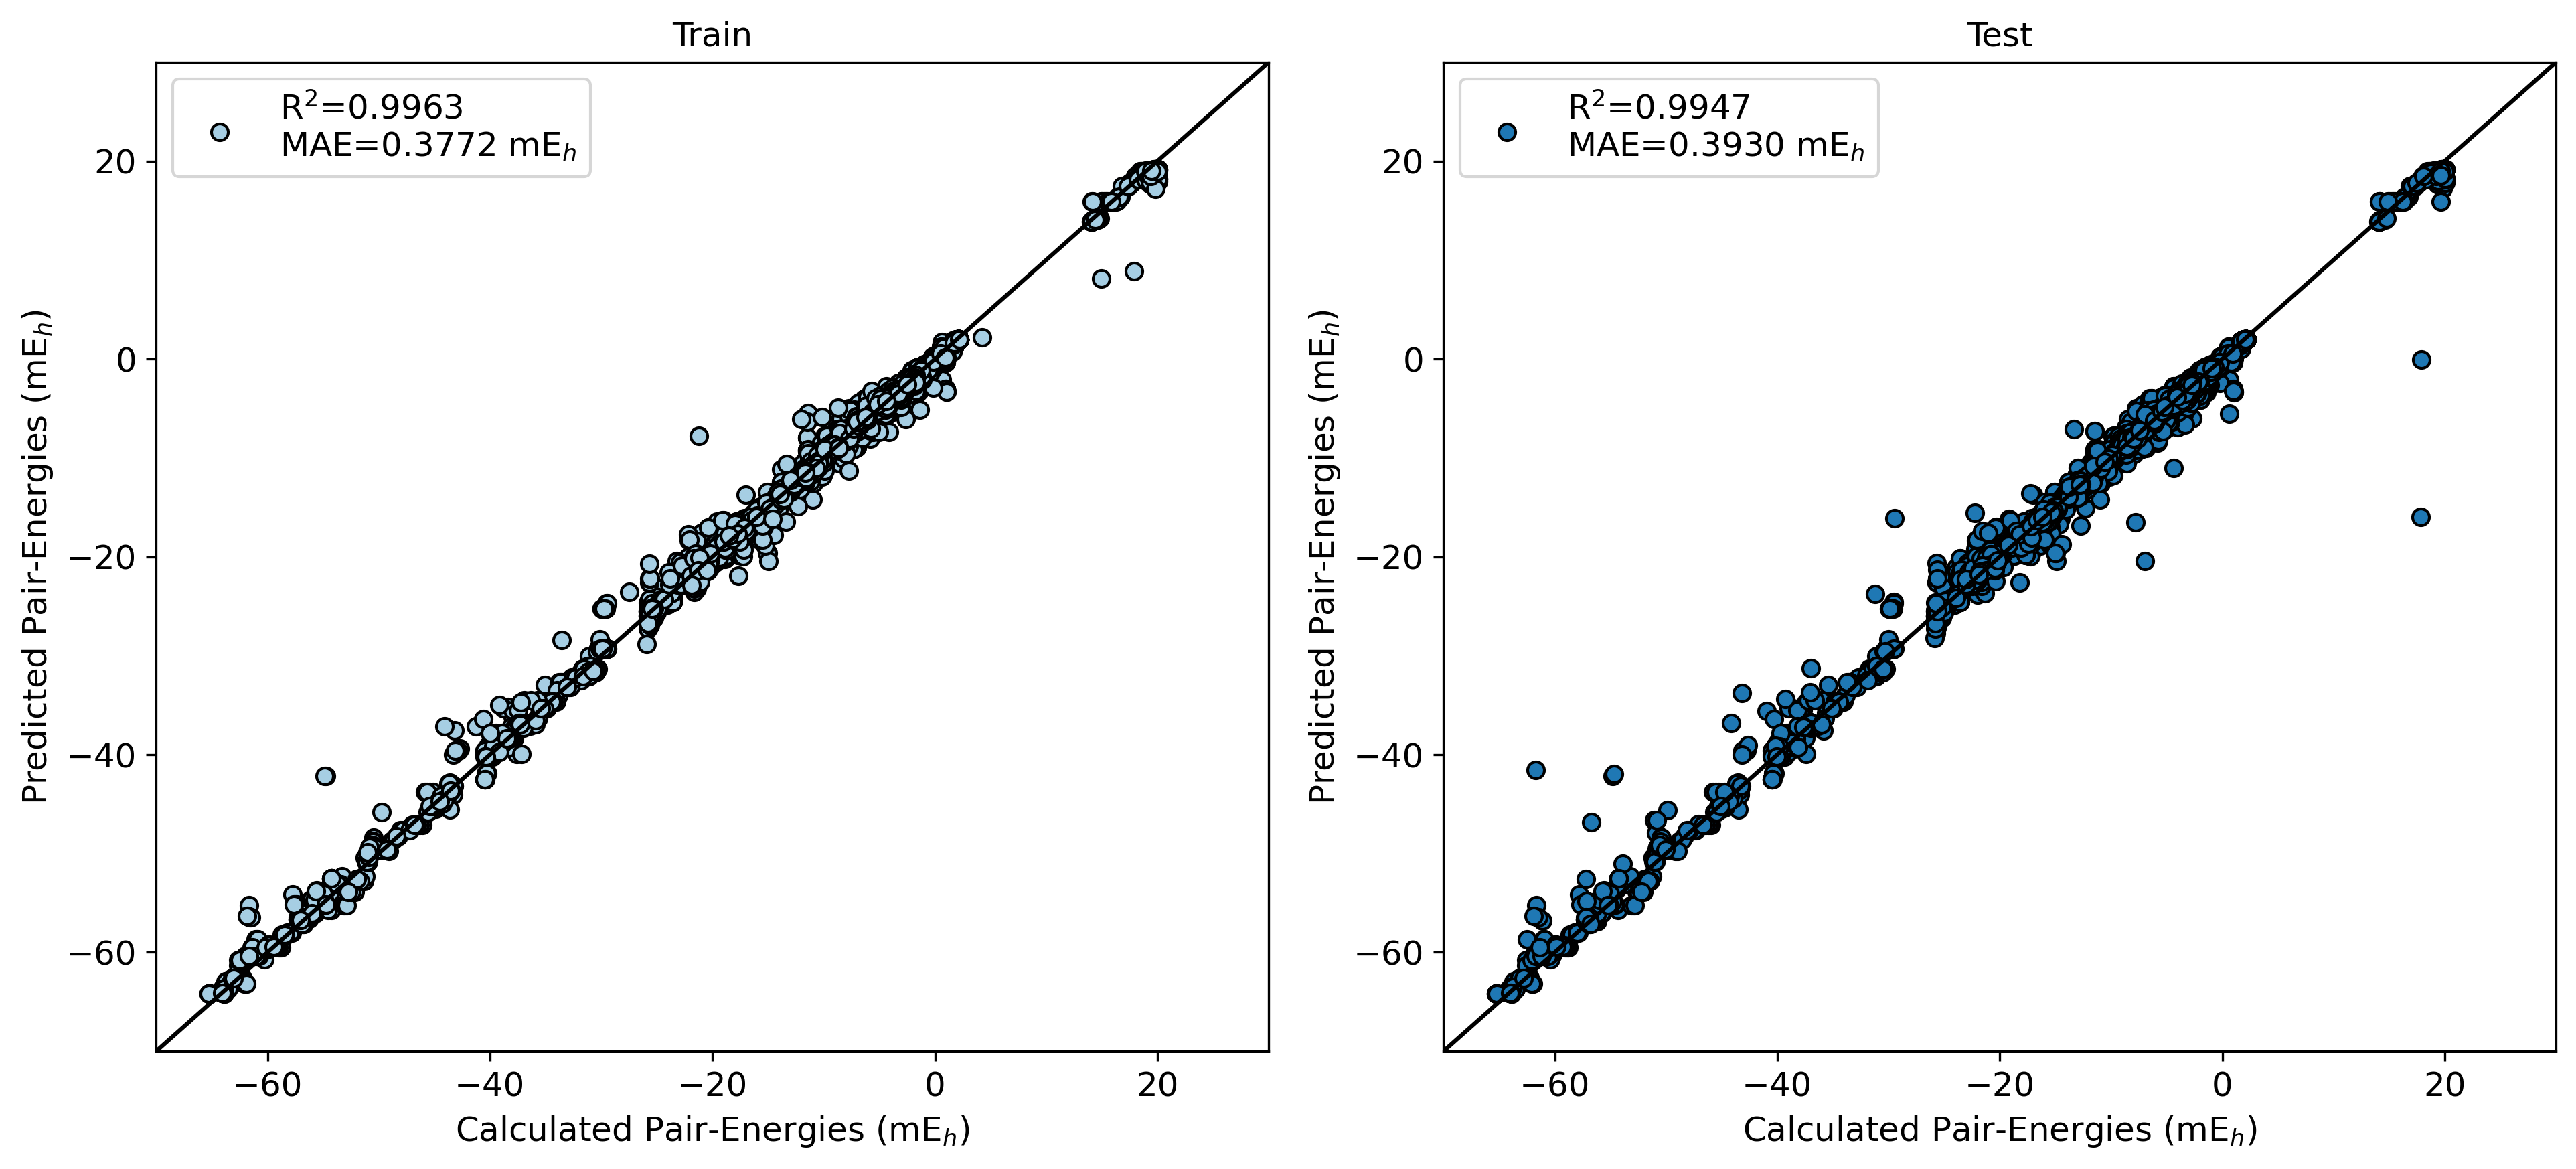 Train
R²=0.9963
MAE=0.3772 mEₕ
20
0
−20
−40
−60
−60 −40 −20 0 20
Predicted Pair-Energies (mEₕ)
Calculated Pair-Energies (mEₕ)
Test
R²=0.9947
MAE=0.3930 mEₕ
20
0
−20
−40
−60
−60 −40 −20 0 20
Predicted Pair-Energies (mEₕ)
Calculated Pair-Energies (mEₕ)